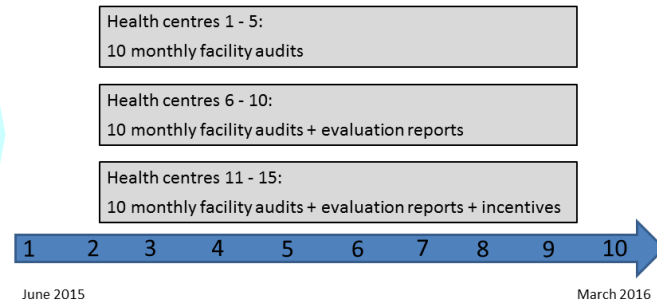 Health centres 1 - 5:
10 monthly facility audits
Health centres 6 - 10:
10 monthly facility audits + evaluation reports
Health centres 11 - 15:
10 monthly facility audits + evaluation reports + incentives
1 2 3 4 5 6 7 8 9 10
June 2015 March 2016